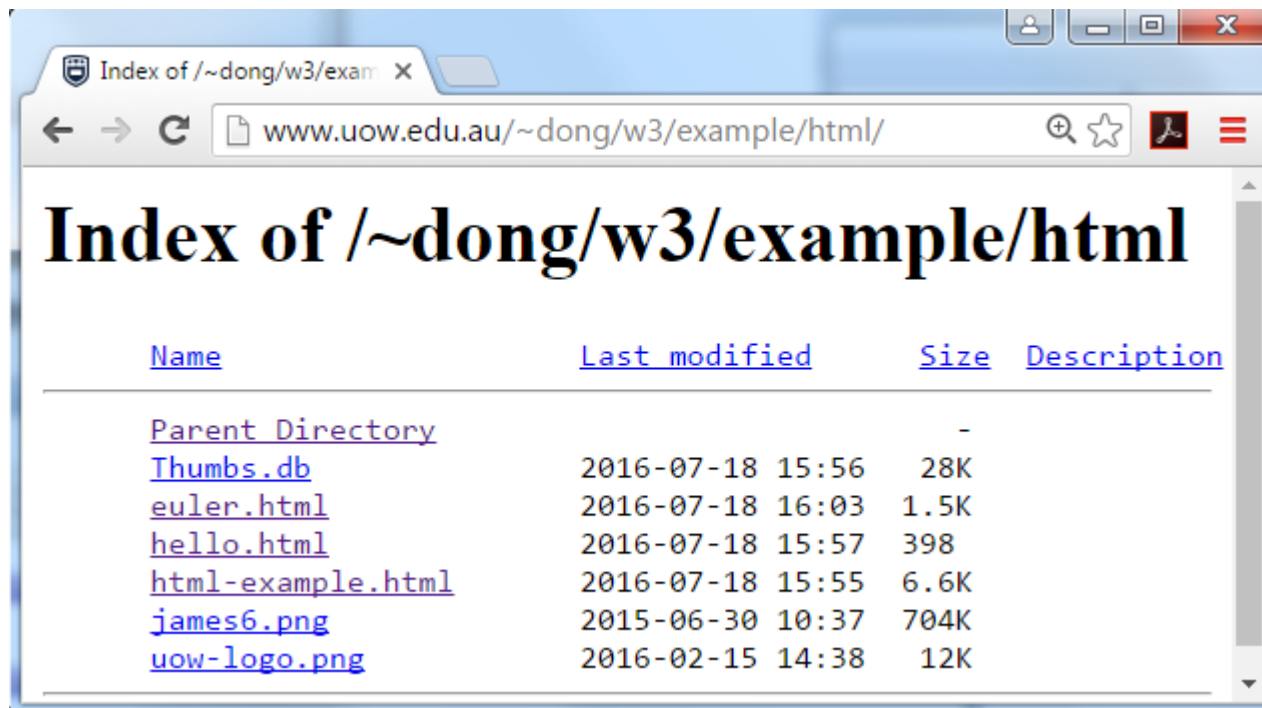 Index of /~dong/w3/exam
www.uow.edu.au/~dong/w3/example/html/
Index of /~dong/w3/example/html
Name Last modified Size Description
Parent Directory -
Thumbs.db 2016-07-18 15:56 28K
euler.html 2016-07-18 16:03 1.5K
hello.html 2016-07-18 15:57 398
html-example.html 2016-07-18 15:55 6.6K
james6.png 2015-06-30 10:37 704K
uow-logo.png 2016-02-15 14:38 12K